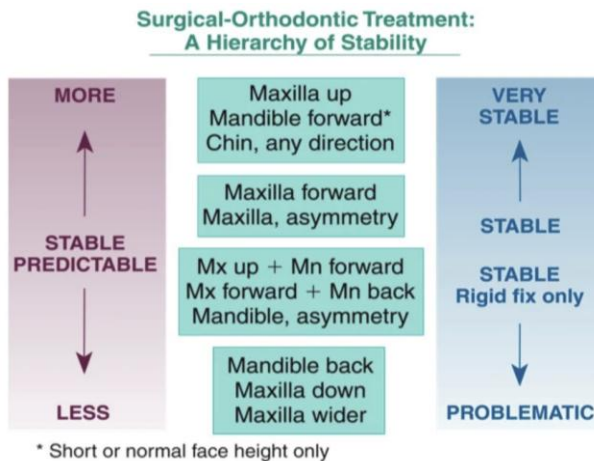 Surgical-Orthodontic Treatment:
A Hierarchy of Stability
MORE
STABLE
PREDICTABLE
LESS
Maxilla up
Mandible forward*
Chin, any direction
Maxilla forward
Maxilla, asymmetry
Mx up + Mn forward
Mx forward + Mn back
Mandible, asymmetry
Mandible back
Maxilla down
Maxilla wider
VERY
STABLE
STABLE
STABLE
Rigid fix only
PROBLEMATIC
* Short or normal face height only